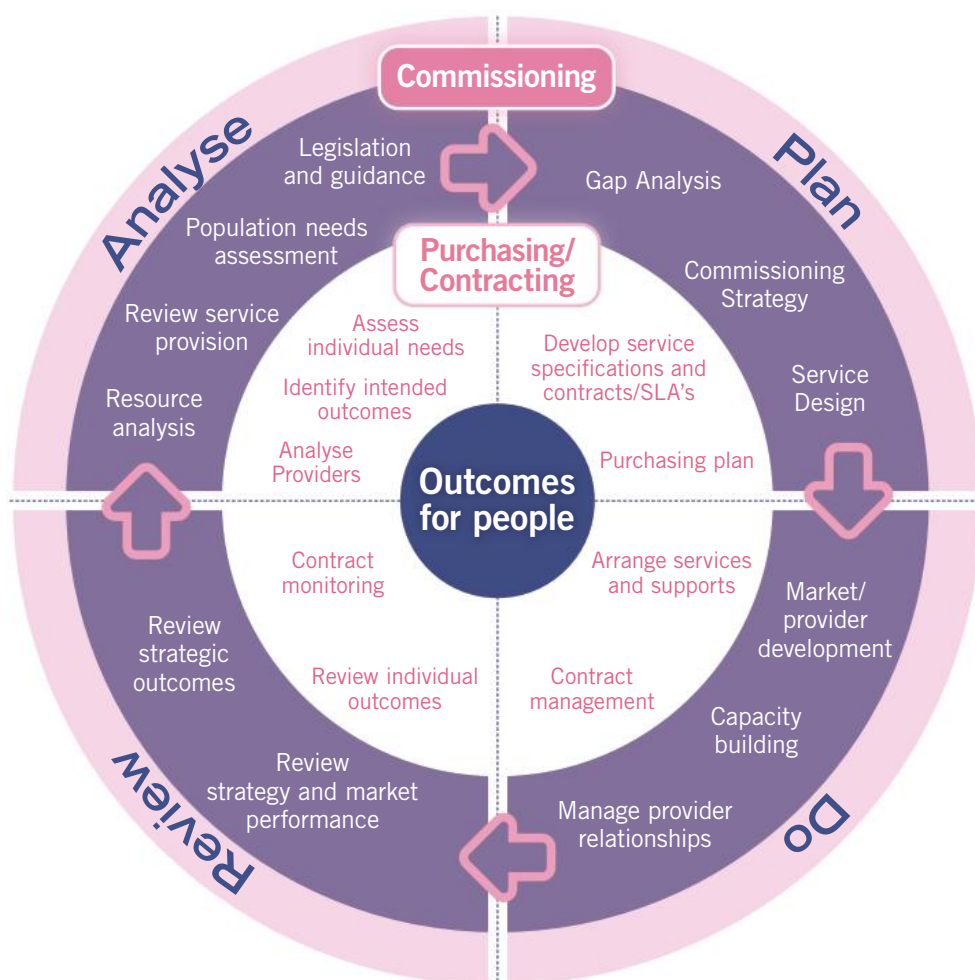 Commissioning
Analyse
Plan
Legislation
and guidance
Gap Analysis
Population needs
assessment
Purchasing/
Contracting
Commissioning
Strategy
Review service
provision
Assess
individual needs
Develop service
specifications and
contracts/SLA's
Identify intended
outcomes
Resource
analysis
Service
Design
Analyse
Providers
Purchasing plan
Outcomes
for people
Contract
monitoring
Arrange services
and supports
Market/
provider
development
Review
strategic
outcomes
Review individual
outcomes
Contract
management
Capacity
building
Review
strategy and market
performance
Manage provider
relationships
Review
Do